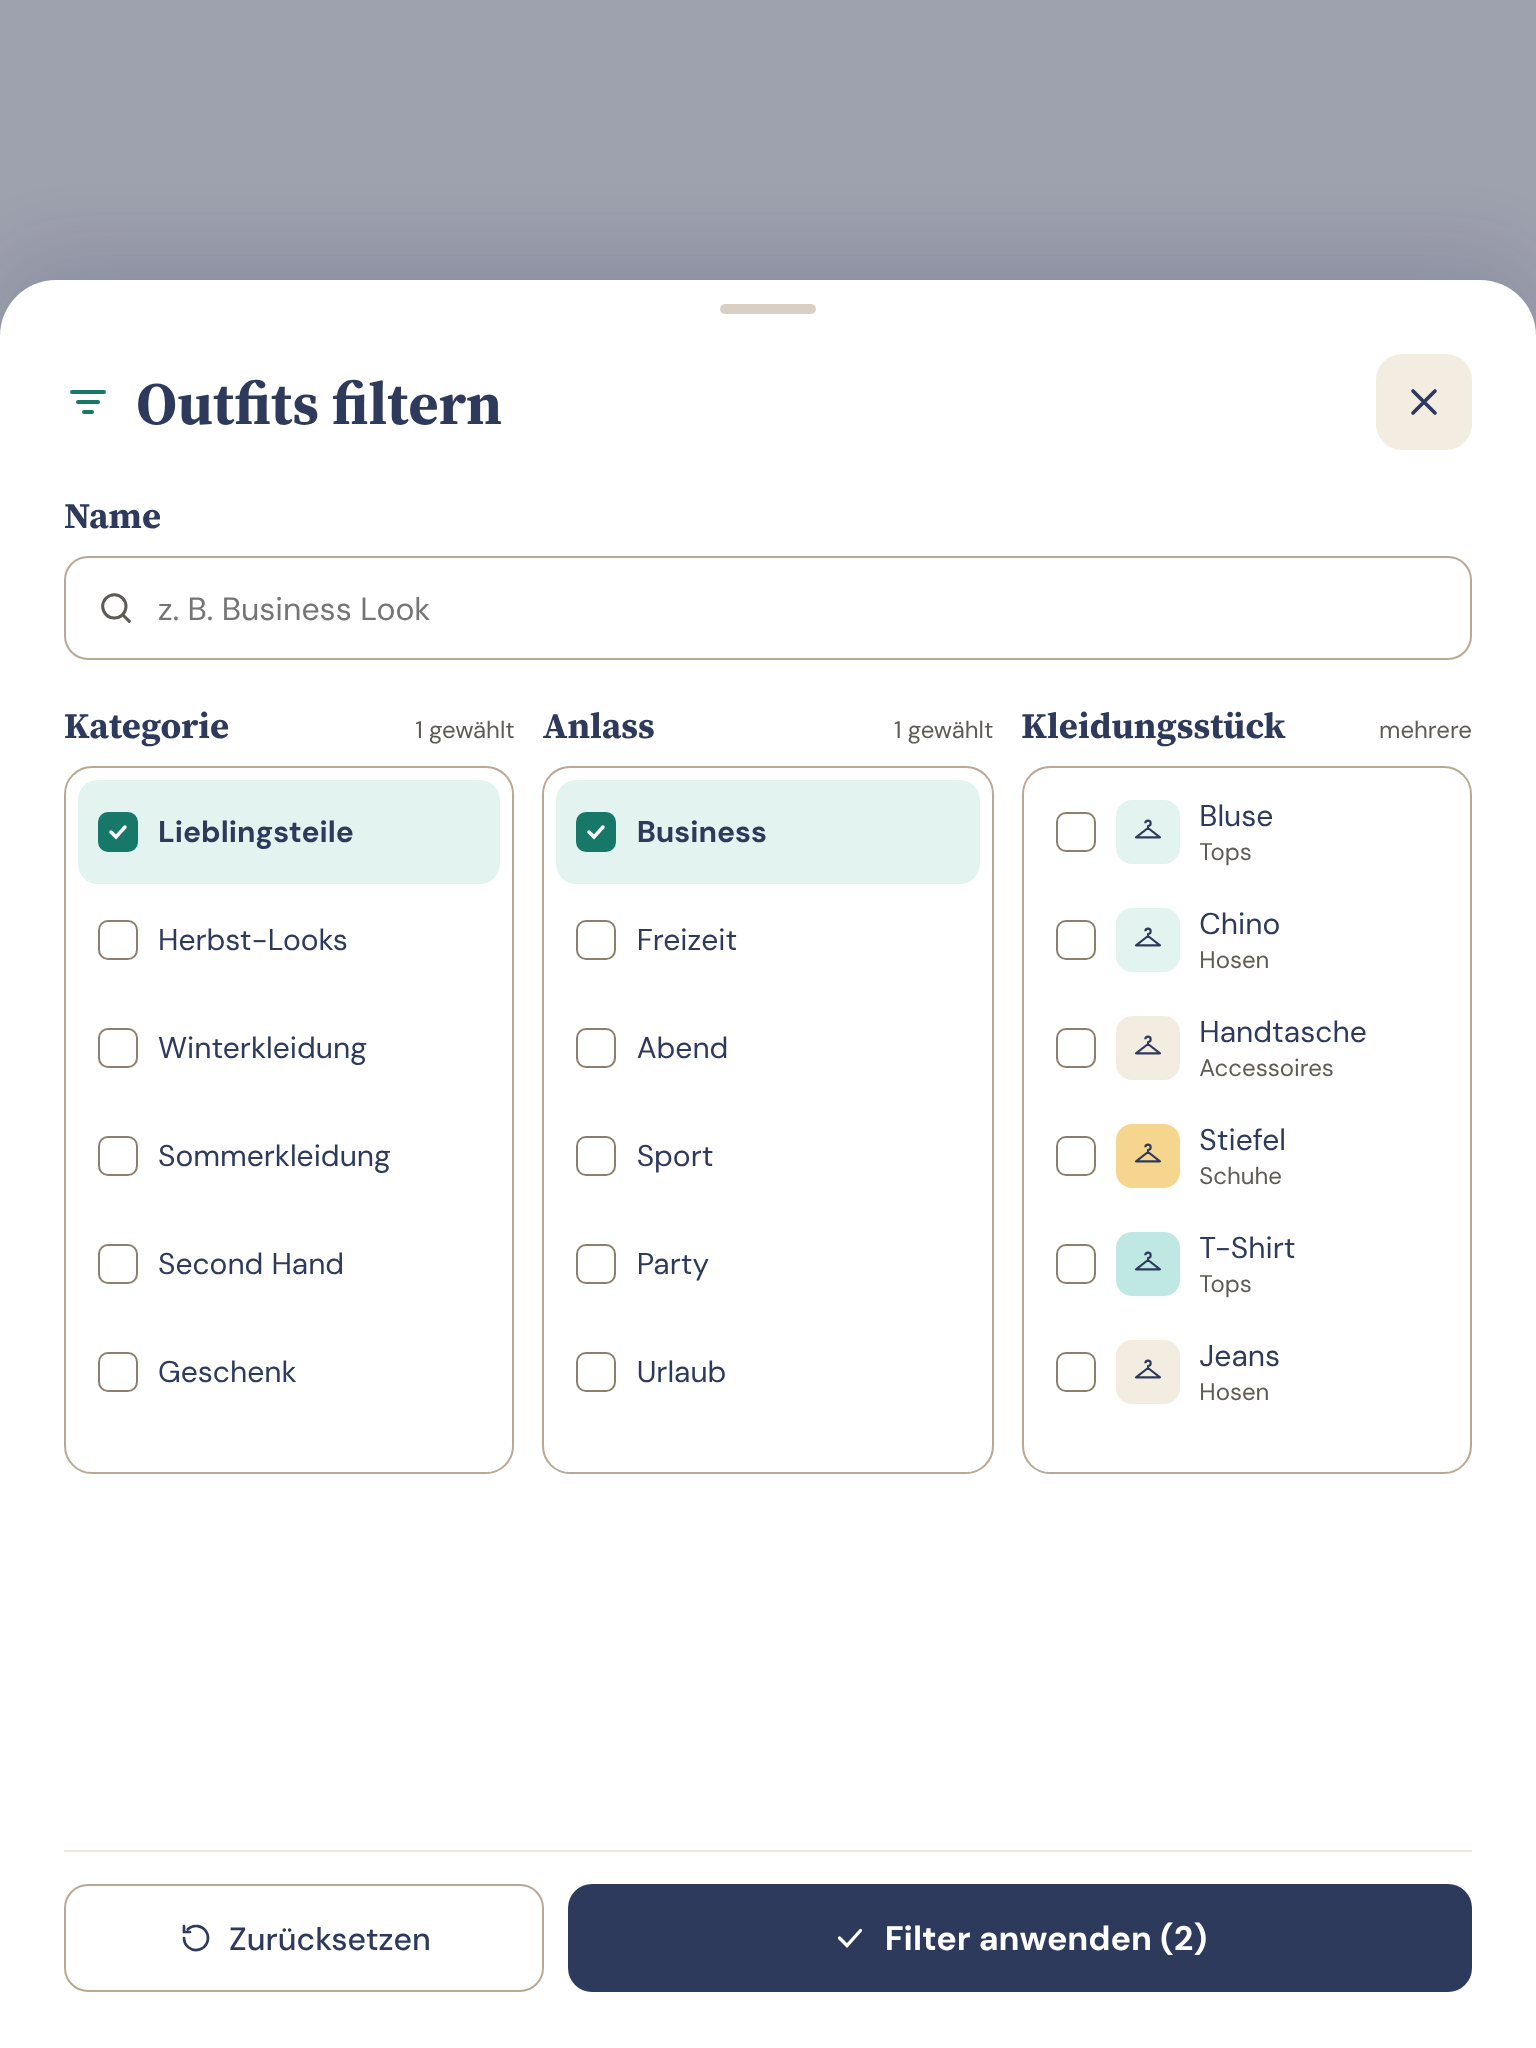 Outfits filtern
Name
z. B. Business Look
Kategorie
1 gewählt
Lieblingsteile
Herbst-Looks
Winterkleidung
Sommerkleidung
Second Hand
Geschenk
Anlass
1 gewählt
Business
Freizeit
Abend
Sport
Party
Urlaub
Kleidungsstück
mehrere
Bluse
Tops
Chino
Hosen
Handtasche
Accessoires
Stiefel
Schuhe
T-Shirt
Tops
Jeans
Hosen
Zurücksetzen
Filter anwenden (2)